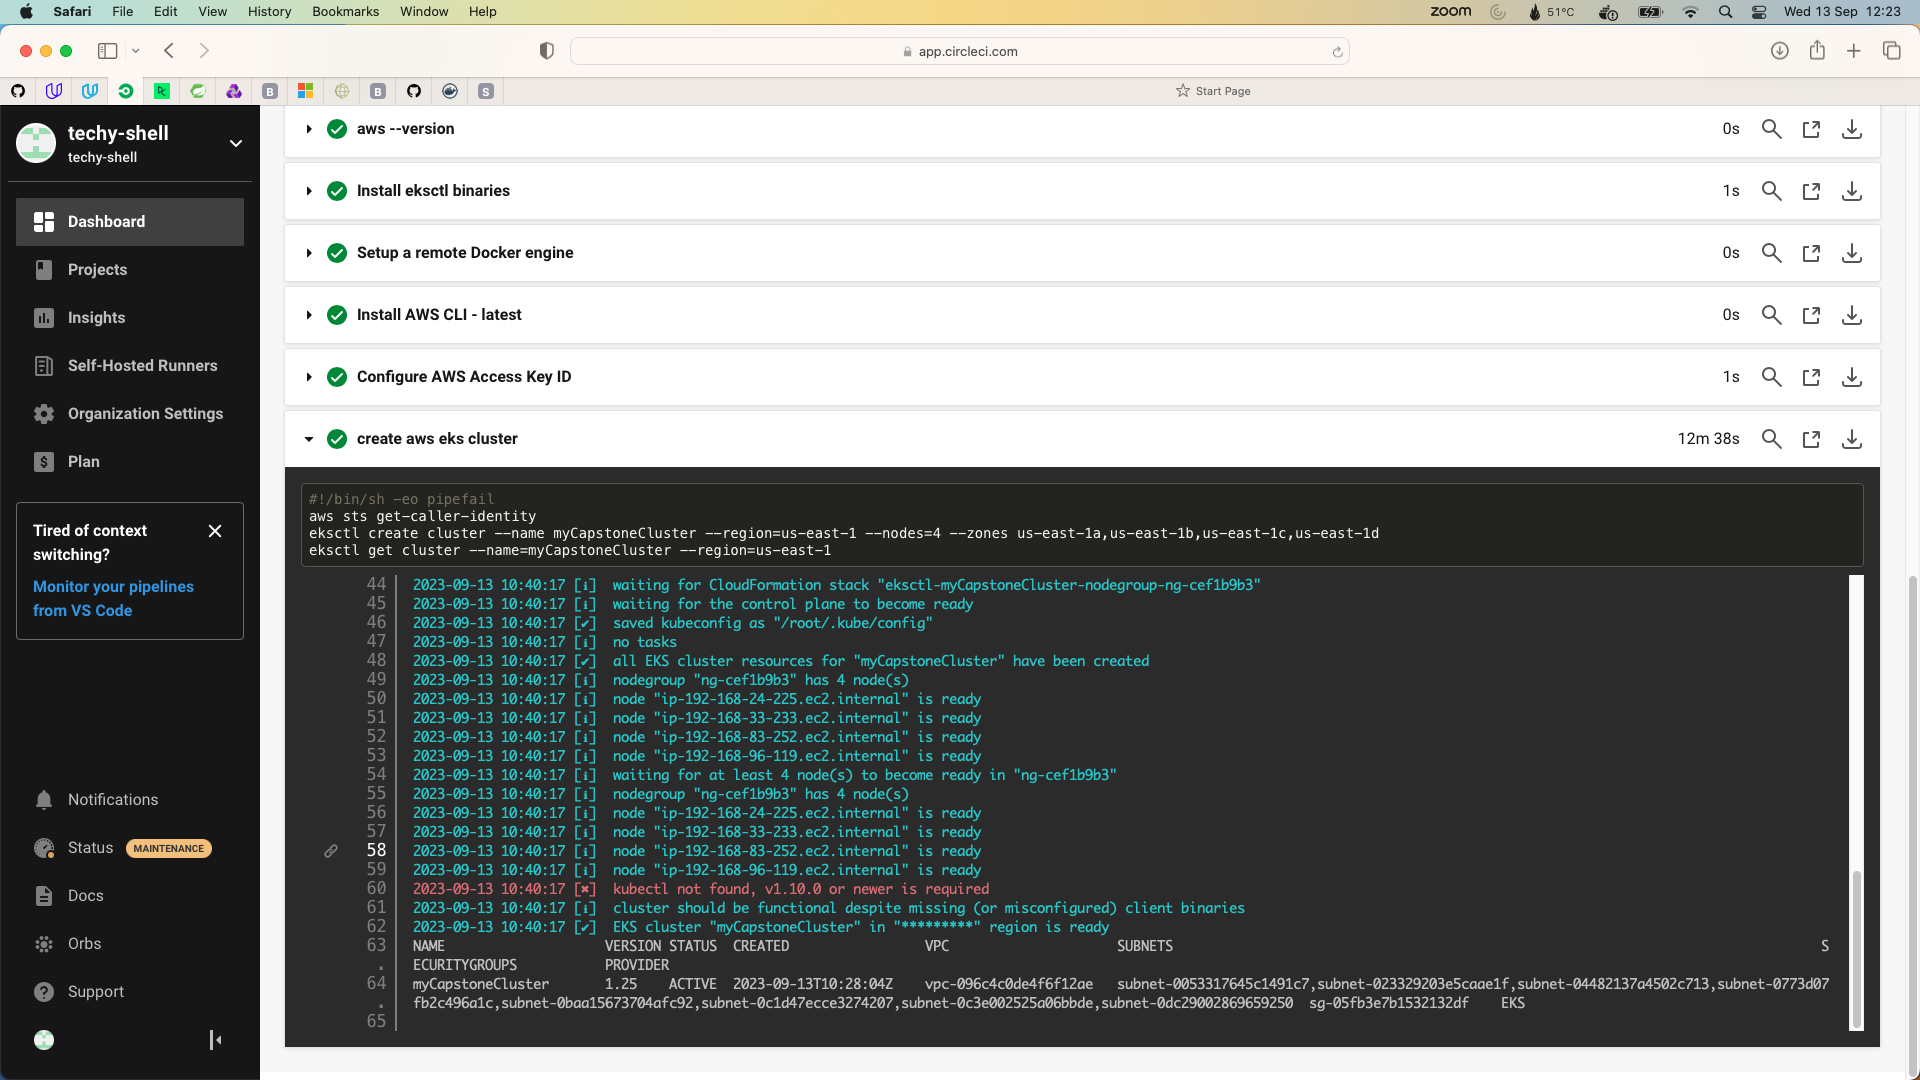 Safari File Edit View History Bookmarks Window Help zoom 51°C Wed 13 Sep 12:23
app.circleci.com
Start Page
techy-shell
techy-shell
Dashboard
Projects
Insights
Self-Hosted Runners
Organization Settings
Plan
Tired of context
switching?
Monitor your pipelines
from VS Code
Notifications
Status MAINTENANCE
Docs
Orbs
Support
aws --version 0s
Install eksctl binaries 1s
Setup a remote Docker engine 0s
Install AWS CLI - latest 0s
Configure AWS Access Key ID 1s
create aws eks cluster 12m 38s
#!/bin/sh -eo pipefail
aws sts get-caller-identity
eksctl create cluster --name myCapstoneCluster --region=us-east-1 --nodes=4 --zones us-east-1a,us-east-1b,us-east-1c,us-east-1d
eksctl get cluster --name=myCapstoneCluster --region=us-east-1
44 2023-09-13 10:40:17 [ℹ] waiting for CloudFormation stack "eksctl-myCapstoneCluster-nodegroup-ng-cef1b9b3"
45 2023-09-13 10:40:17 [ℹ] waiting for the control plane to become ready
46 2023-09-13 10:40:17 [✔] saved kubeconfig as "/root/.kube/config"
47 2023-09-13 10:40:17 [ℹ] no tasks
48 2023-09-13 10:40:17 [✔] all EKS cluster resources for "myCapstoneCluster" have been created
49 2023-09-13 10:40:17 [ℹ] nodegroup "ng-cef1b9b3" has 4 node(s)
50 2023-09-13 10:40:17 [ℹ] node "ip-192-168-24-225.ec2.internal" is ready
51 2023-09-13 10:40:17 [ℹ] node "ip-192-168-33-233.ec2.internal" is ready
52 2023-09-13 10:40:17 [ℹ] node "ip-192-168-83-252.ec2.internal" is ready
53 2023-09-13 10:40:17 [ℹ] node "ip-192-168-96-119.ec2.internal" is ready
54 2023-09-13 10:40:17 [ℹ] waiting for at least 4 node(s) to become ready in "ng-cef1b9b3"
55 2023-09-13 10:40:17 [ℹ] nodegroup "ng-cef1b9b3" has 4 node(s)
56 2023-09-13 10:40:17 [ℹ] node "ip-192-168-24-225.ec2.internal" is ready
57 2023-09-13 10:40:17 [ℹ] node "ip-192-168-33-233.ec2.internal" is ready
58 2023-09-13 10:40:17 [ℹ] node "ip-192-168-83-252.ec2.internal" is ready
59 2023-09-13 10:40:17 [ℹ] node "ip-192-168-96-119.ec2.internal" is ready
60 2023-09-13 10:40:17 [✖] kubectl not found, v1.10.0 or newer is required
61 2023-09-13 10:40:17 [ℹ] cluster should be functional despite missing (or misconfigured) client binaries
62 2023-09-13 10:40:17 [✔] EKS cluster "myCapstoneCluster" in "*********" region is ready
63 NAME VERSION STATUS CREATED VPC SUBNETS S
. ECURITYGROUPS PROVIDER
64 myCapstoneCluster 1.25 ACTIVE 2023-09-13T10:28:04Z vpc-096c4c0de4f6f12ae subnet-0053317645c1491c7,subnet-023329203e5caae1f,subnet-04482137a4502c713,subnet-0773d07
. fb2c496a1c,subnet-0baa15673704afc92,subnet-0c1d47ecce3274207,subnet-0c3e002525a06bbde,subnet-0dc29002869659250 sg-05fb3e7b1532132df EKS
65